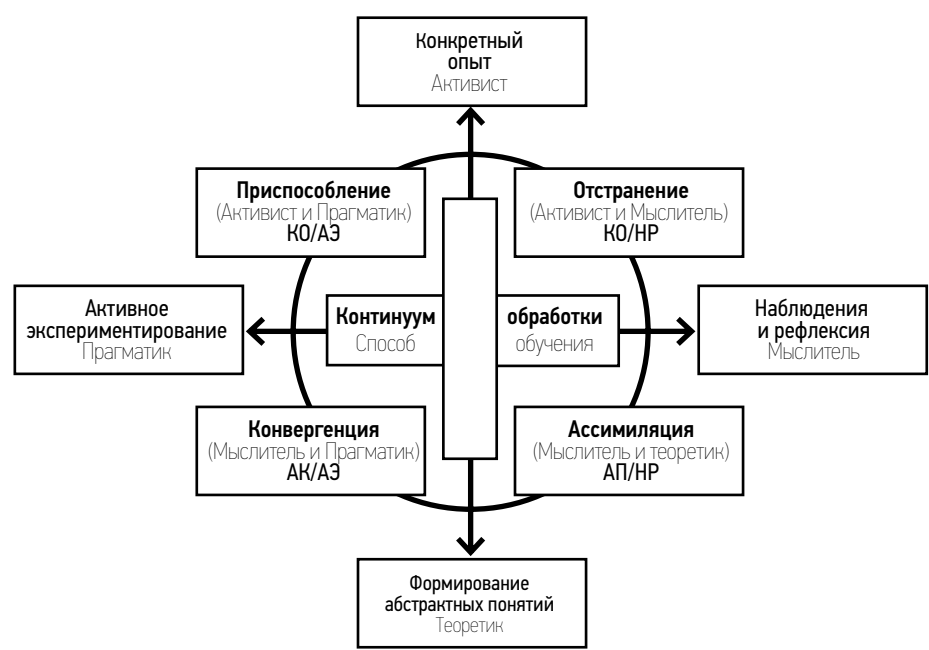 Конкретный
опыт
Активист
Приспособление
(Активист и Прагматик)
КО/АЭ
Отстранение
(Активист и Мыслитель)
КО/НР
Активное
экспериментирование
Прагматик
Континуум
Способ
обработки
обучения
Наблюдения
и рефлексия
Мыслитель
Конвергенция
(Мыслитель и Прагматик)
АК/АЭ
Ассимиляция
(Мыслитель и теоретик)
АП/НР
Формирование
абстрактных понятий
Теоретик